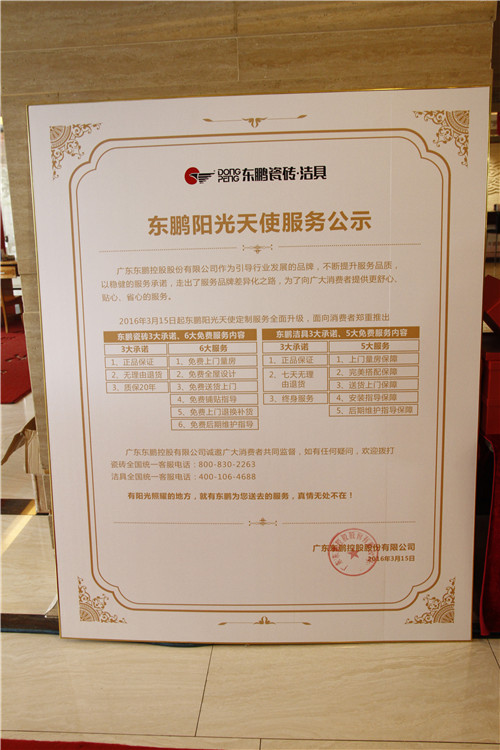 DONG PENG 东鹏瓷砖·洁具
东鹏阳光天使服务公示
广东东鹏控股股份有限公司作为引导行业发展的品牌，不断提升服务品质，
以稳健的服务承诺，走出了服务品牌差异化之路，为了向广大消费者提供更舒心、
贴心、省心的服务。
2016年3月15日起东鹏阳光天使定制服务全面升级，面向消费者郑重推出
东鹏瓷砖3大承诺、6大免费服务内容
3大承诺 6大服务
1、正品保证 1、免费上门量房
2、无理由退货 2、免费全屋设计
3、质保20年 3、免费送货上门
4、免费铺贴指导
5、免费上门退换补货
6、免费后期维护指导
东鹏洁具3大承诺、5大免费服务内容
3大承诺 5大服务
1、正品保证 1、上门量房保障
2、七天无理由退货 2、完美搭配保障
3、送货上门保障
3、终身服务 4、安装指导保障
5、后期维护指导保障
广东东鹏控股有限公司诚邀广大消费者共同监督，如有任何疑问，欢迎拨打
瓷砖全国统一客服电话：800-830-2263
洁具全国统一客服电话：400-106-4688
有阳光照耀的地方，就有东鹏为您送去的服务，真情无处不在！
广东东鹏控股股份有限公司
2016年3月15日